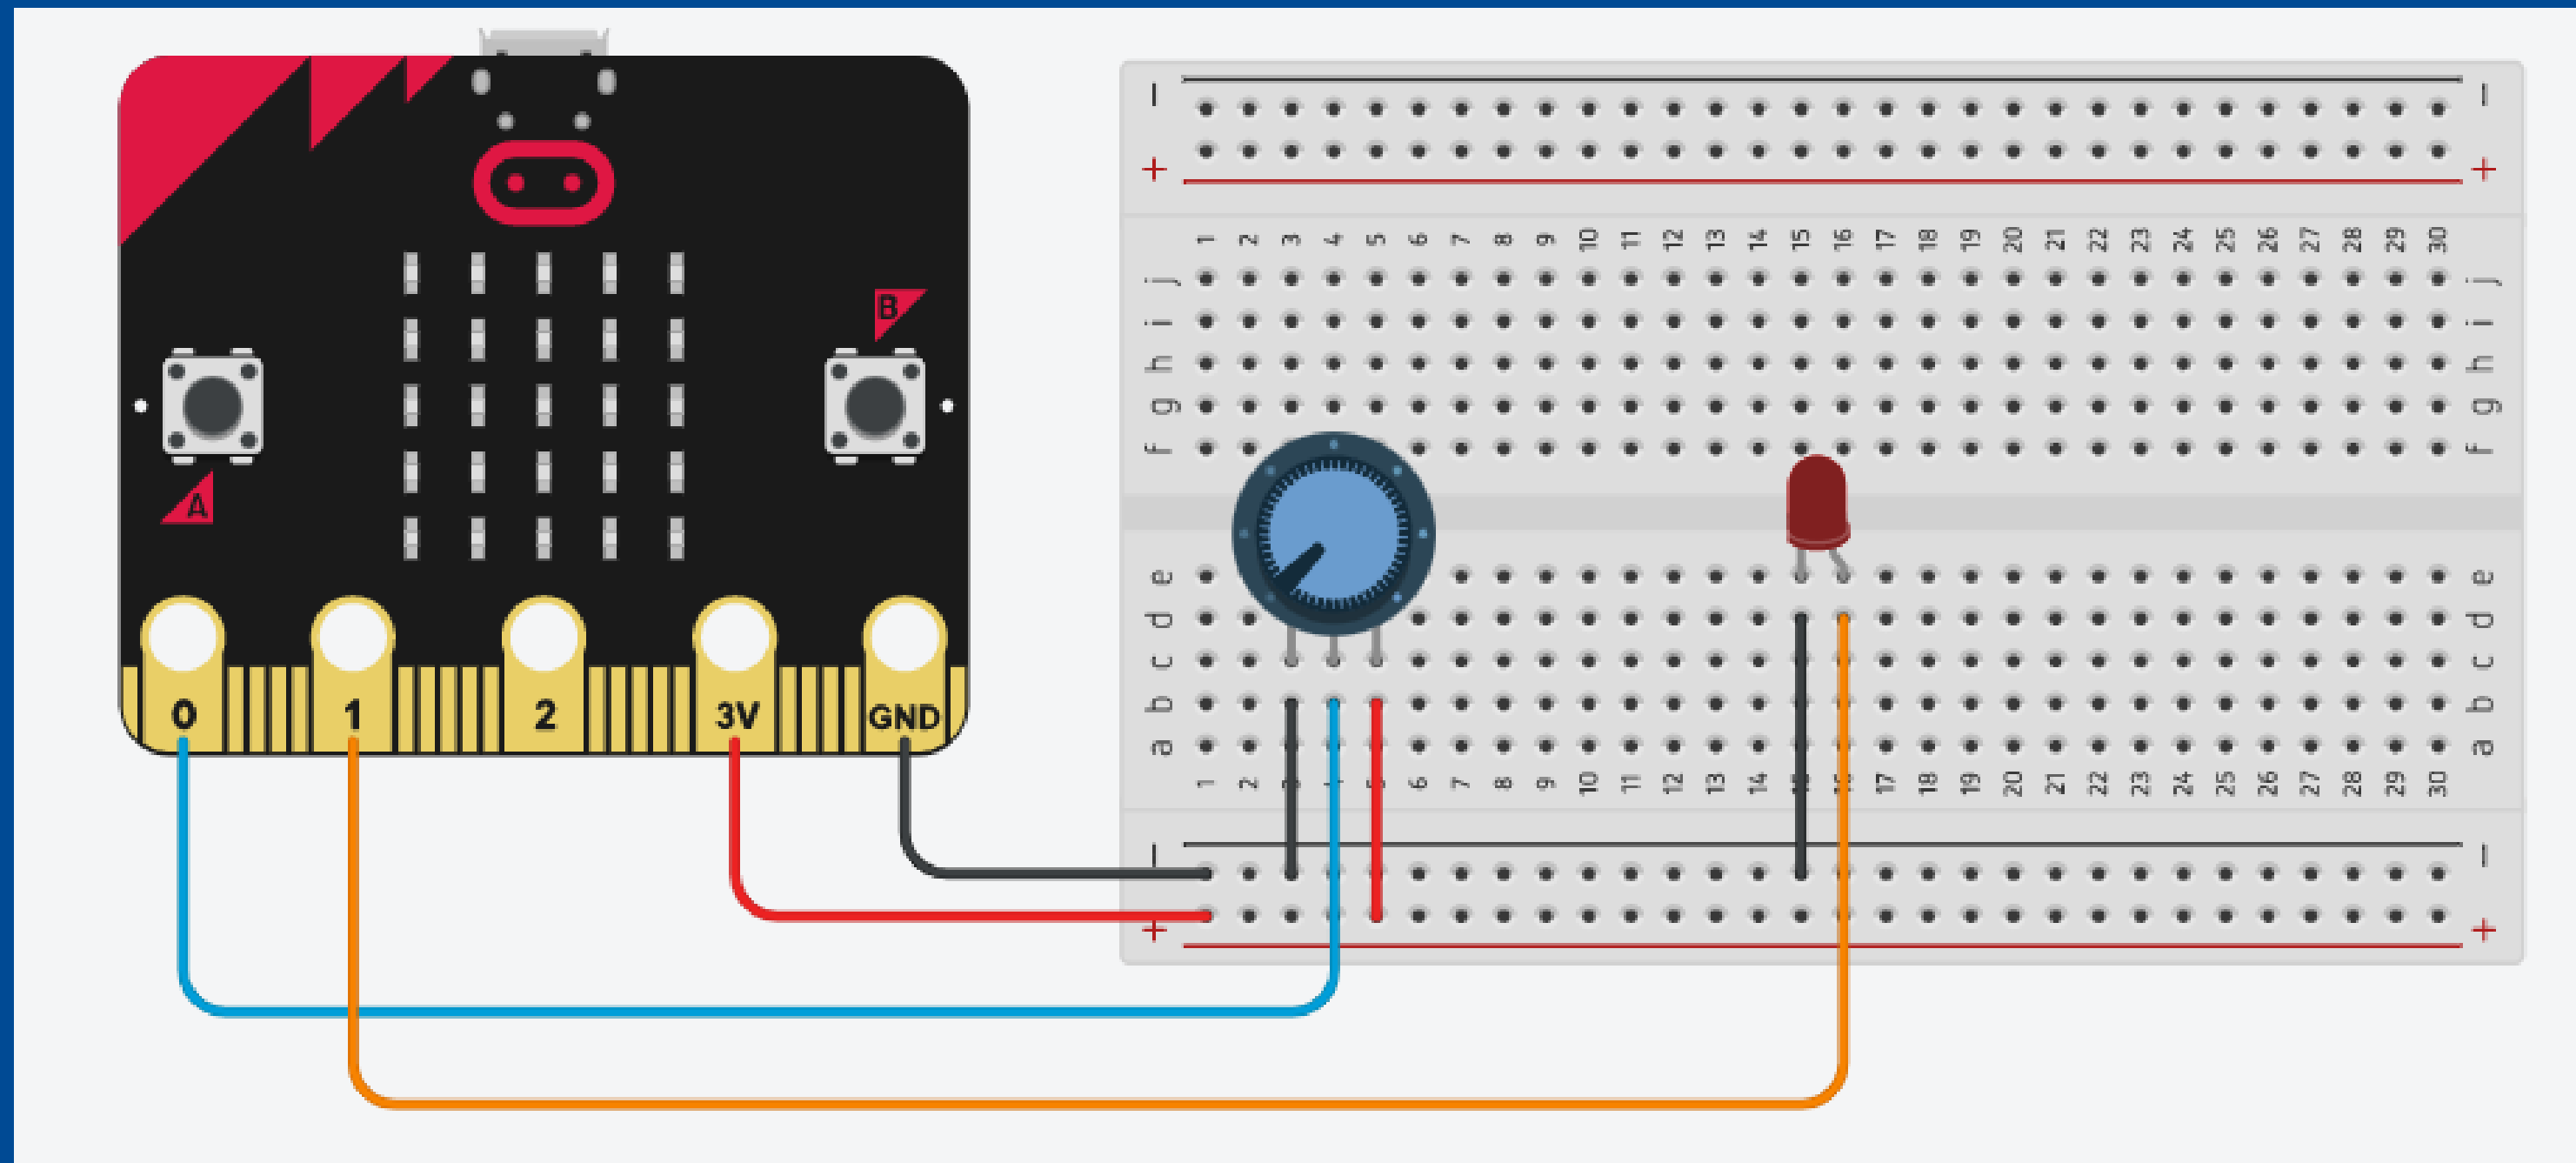 B
A
0 1 2 3V GND
− −
+ +
1 2 3 4 5 6 7 8 9 10 11 12 13 14 15 16 17 18 19 20 21 22 23 24 25 26 27 28 29 30
j j
i i
h h
g g
f f
e e
d d
c c
b b
a a
1 2 6 7 8 9 10 11 12 13 14 17 18 19 20 21 22 23 24 25 26 27 28 29 30
− −
+ +